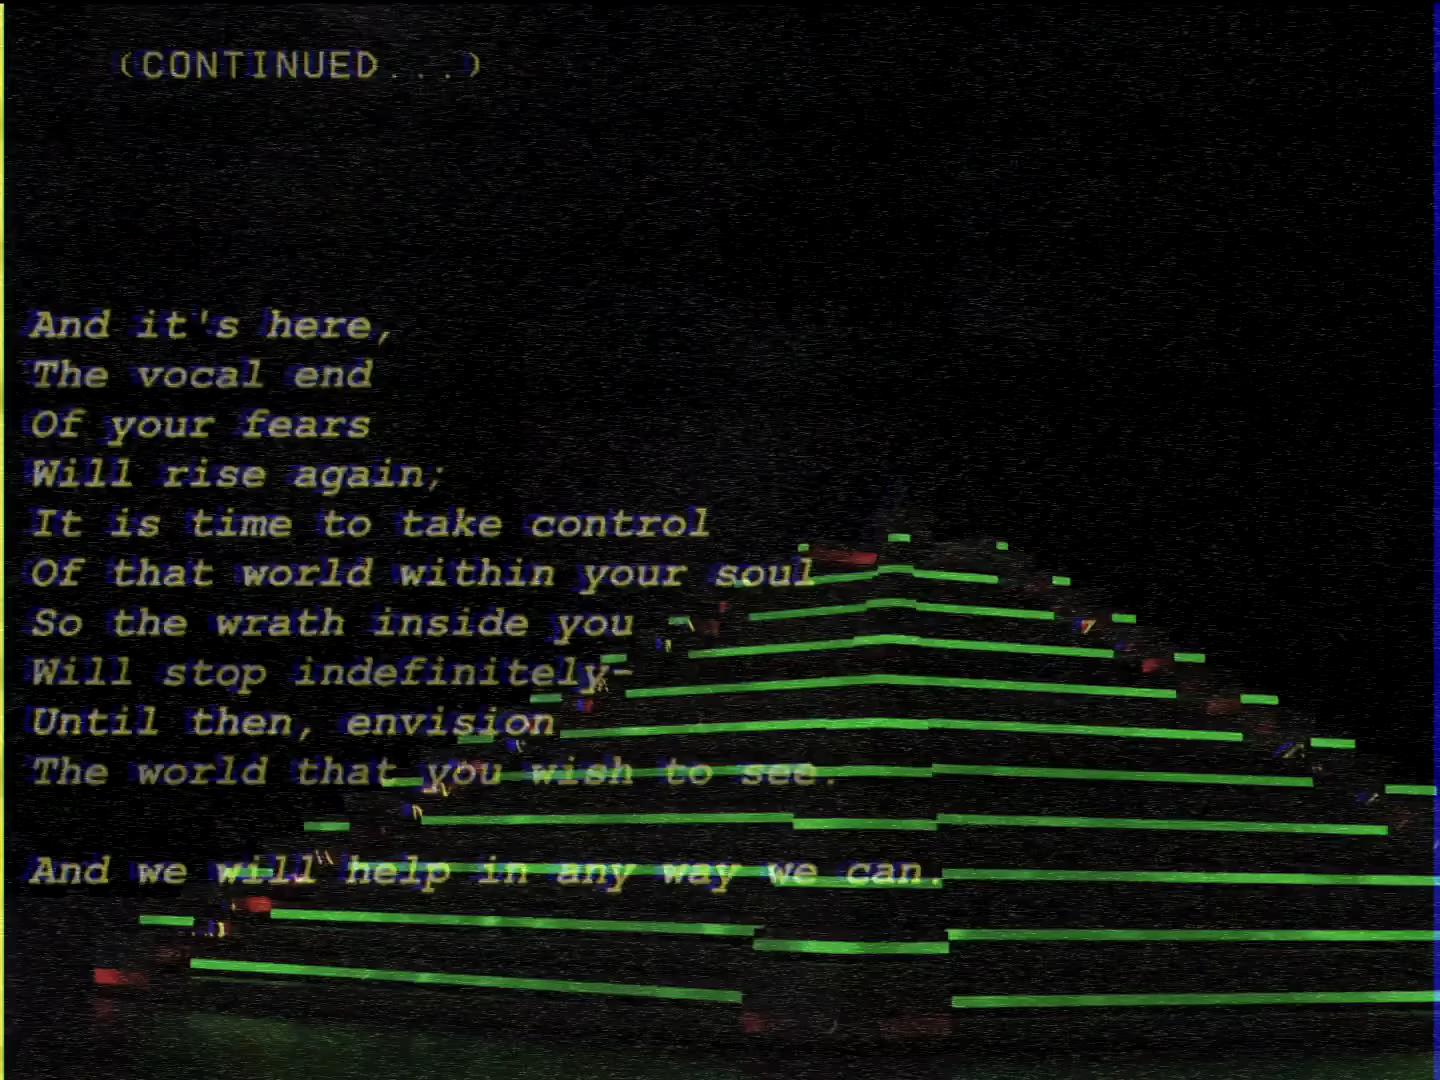 (CONTINUED...)
And it's here,
The vocal end
Of your fears
Will rise again;
It is time to take control
Of that world within your soul
So the wrath inside you
Will stop indefinitely-
Until then, envision
The world that you wish to see.
And we will help in any way we can.